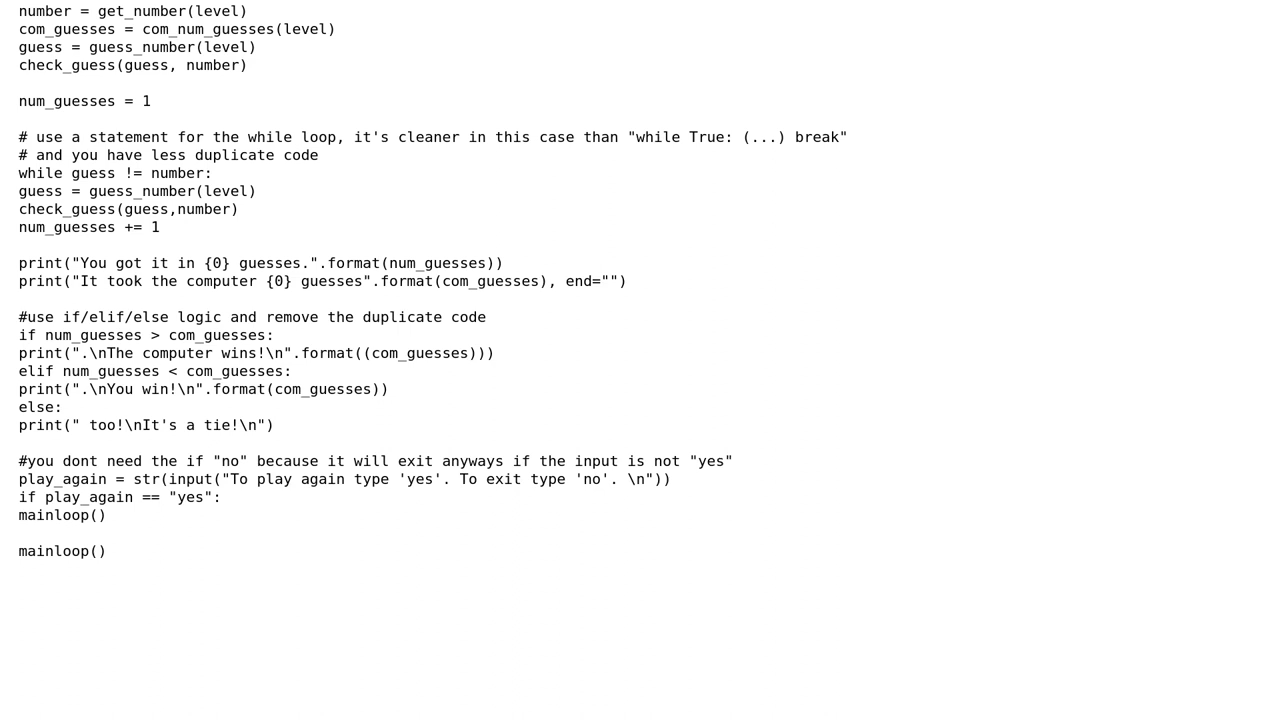 number = get_number(level)
com_guesses = com_num_guesses(level)
guess = guess_number(level)
check_guess(guess, number)

num_guesses = 1

# use a statement for the while loop, it's cleaner in this case than "while True: (...) break"
# and you have less duplicate code
while guess != number:
guess = guess_number(level)
check_guess(guess,number)
num_guesses += 1

print("You got it in {0} guesses.".format(num_guesses))
print("It took the computer {0} guesses".format(com_guesses), end="")

#use if/elif/else logic and remove the duplicate code
if num_guesses > com_guesses:
print(".\nThe computer wins!\n".format((com_guesses)))
elif num_guesses < com_guesses:
print(".\nYou win!\n".format(com_guesses))
else:
print(" too!\nIt's a tie!\n")

#you dont need the if "no" because it will exit anyways if the input is not "yes"
play_again = str(input("To play again type 'yes'. To exit type 'no'. \n"))
if play_again == "yes":
mainloop()

mainloop()